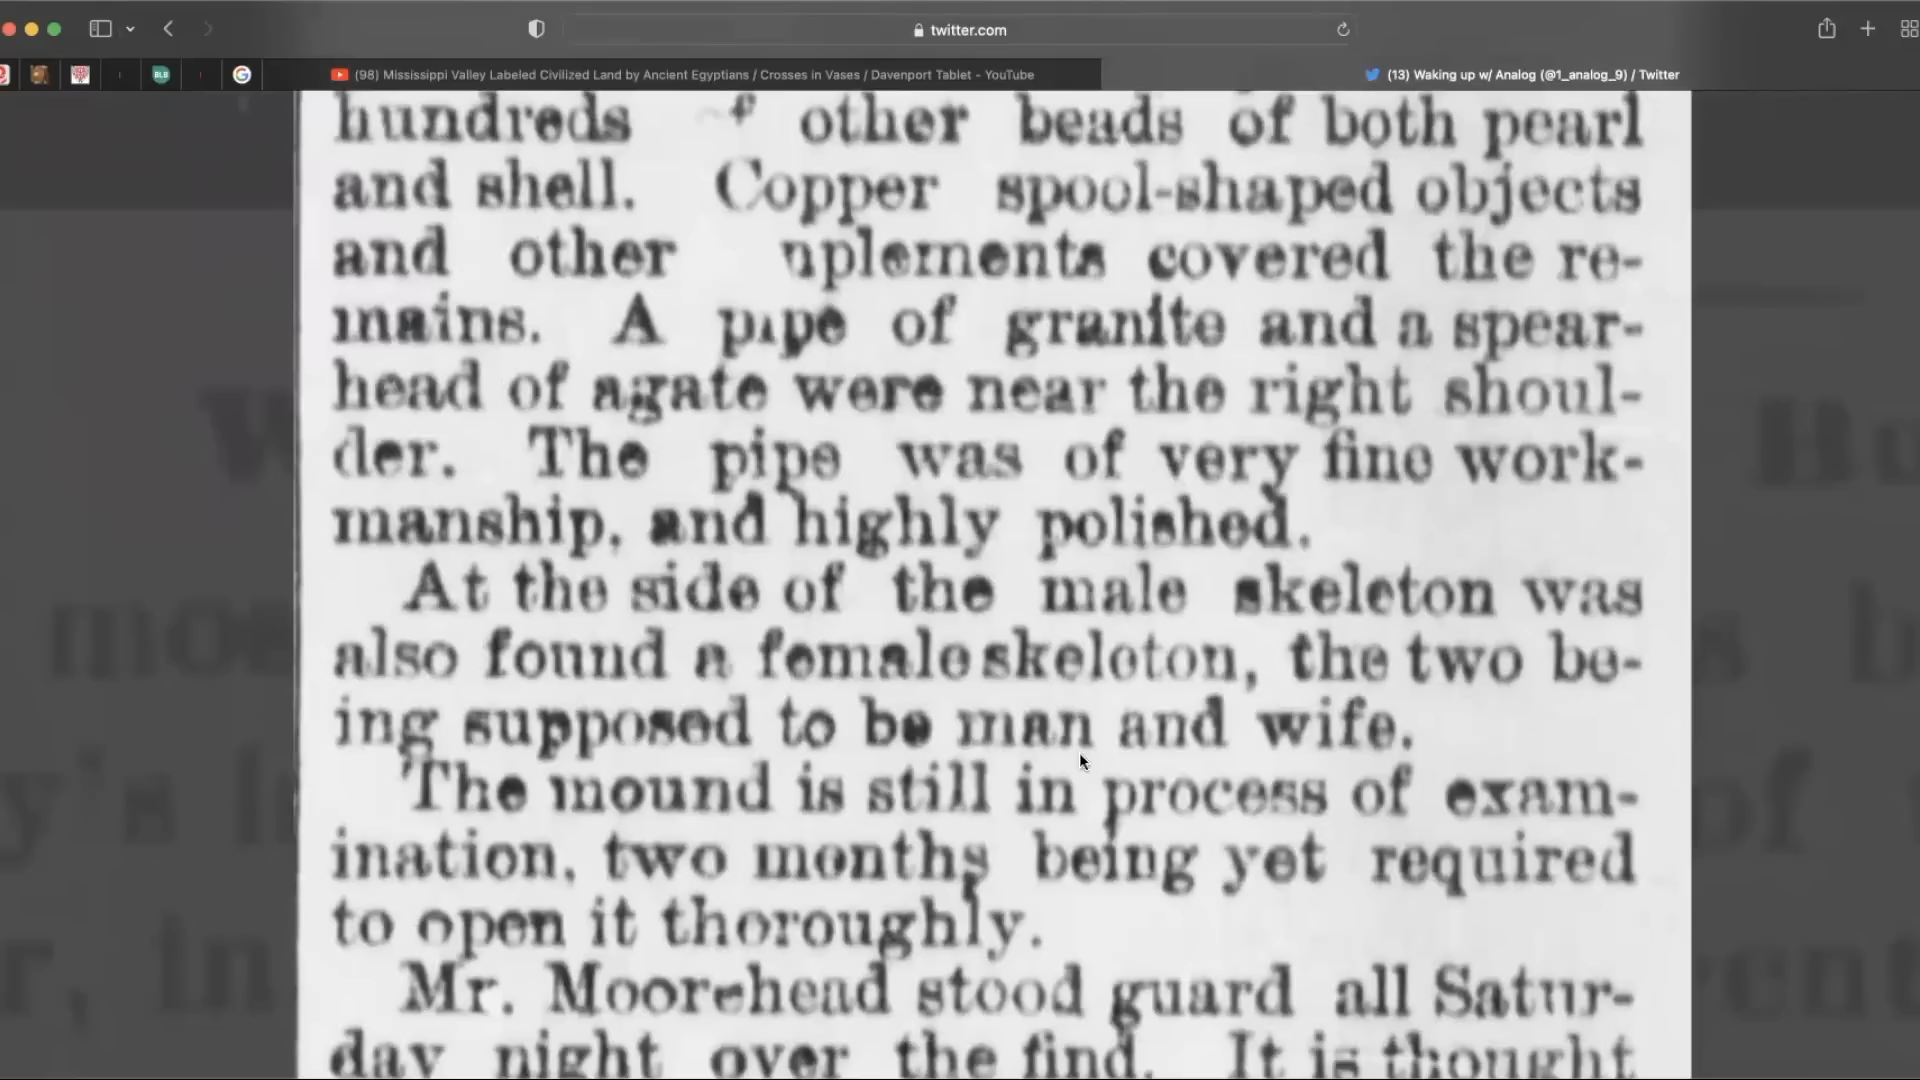 twitter.com
(98) Mississippi Valley Labeled Civilized Land by Ancient Egyptians / Crosses in Vases / Davenport Tablet - YouTube
(13) Waking up w/ Analog (@1_analog_9) / Twitter
BLB
hundreds other beads of both pearl
and shell. Copper spool-shaped objects
and other covered the re-
mains. A pipe of granite and a spear-
head of agate were near the right shoul-
der. The pipe was of very fine work-
manship, and highly polished.
At the side of the male skeleton was
also found a female skeleton, the two be-
ing supposed to be man and wife.
The mound is still in process of exam-
ination, two months being yet required
to open it thoroughly.
Mr. Moorehead stood guard all Satur-
day night over the find. It is thought